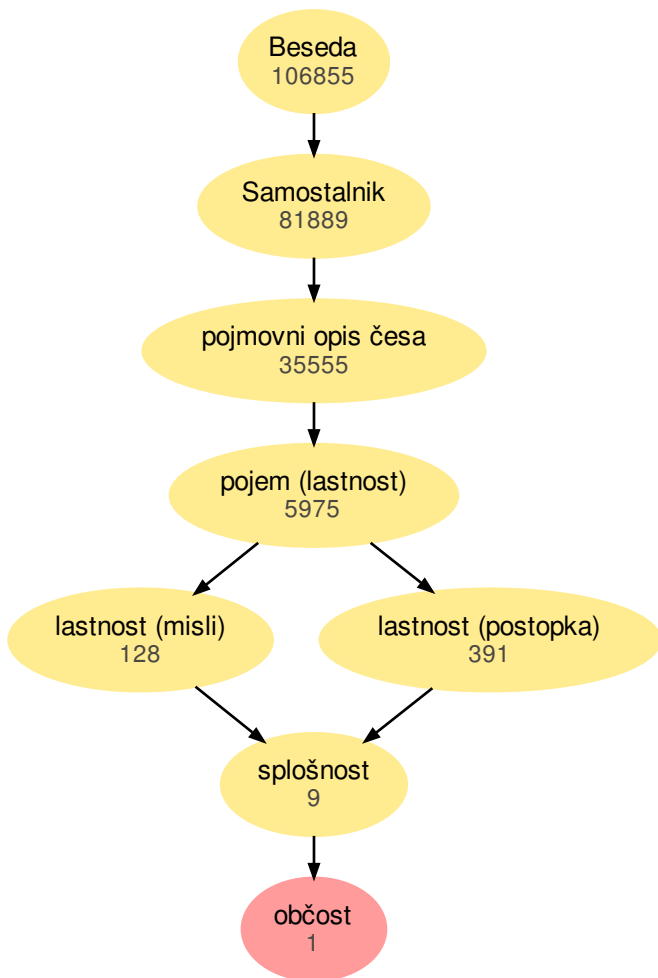 Beseda
106855
Samostalnik
81889
pojmovni opis česa
35555
pojem (lastnost)
5975
lastnost (misli)
128
lastnost (postopka)
391
splošnost
9
občost
1